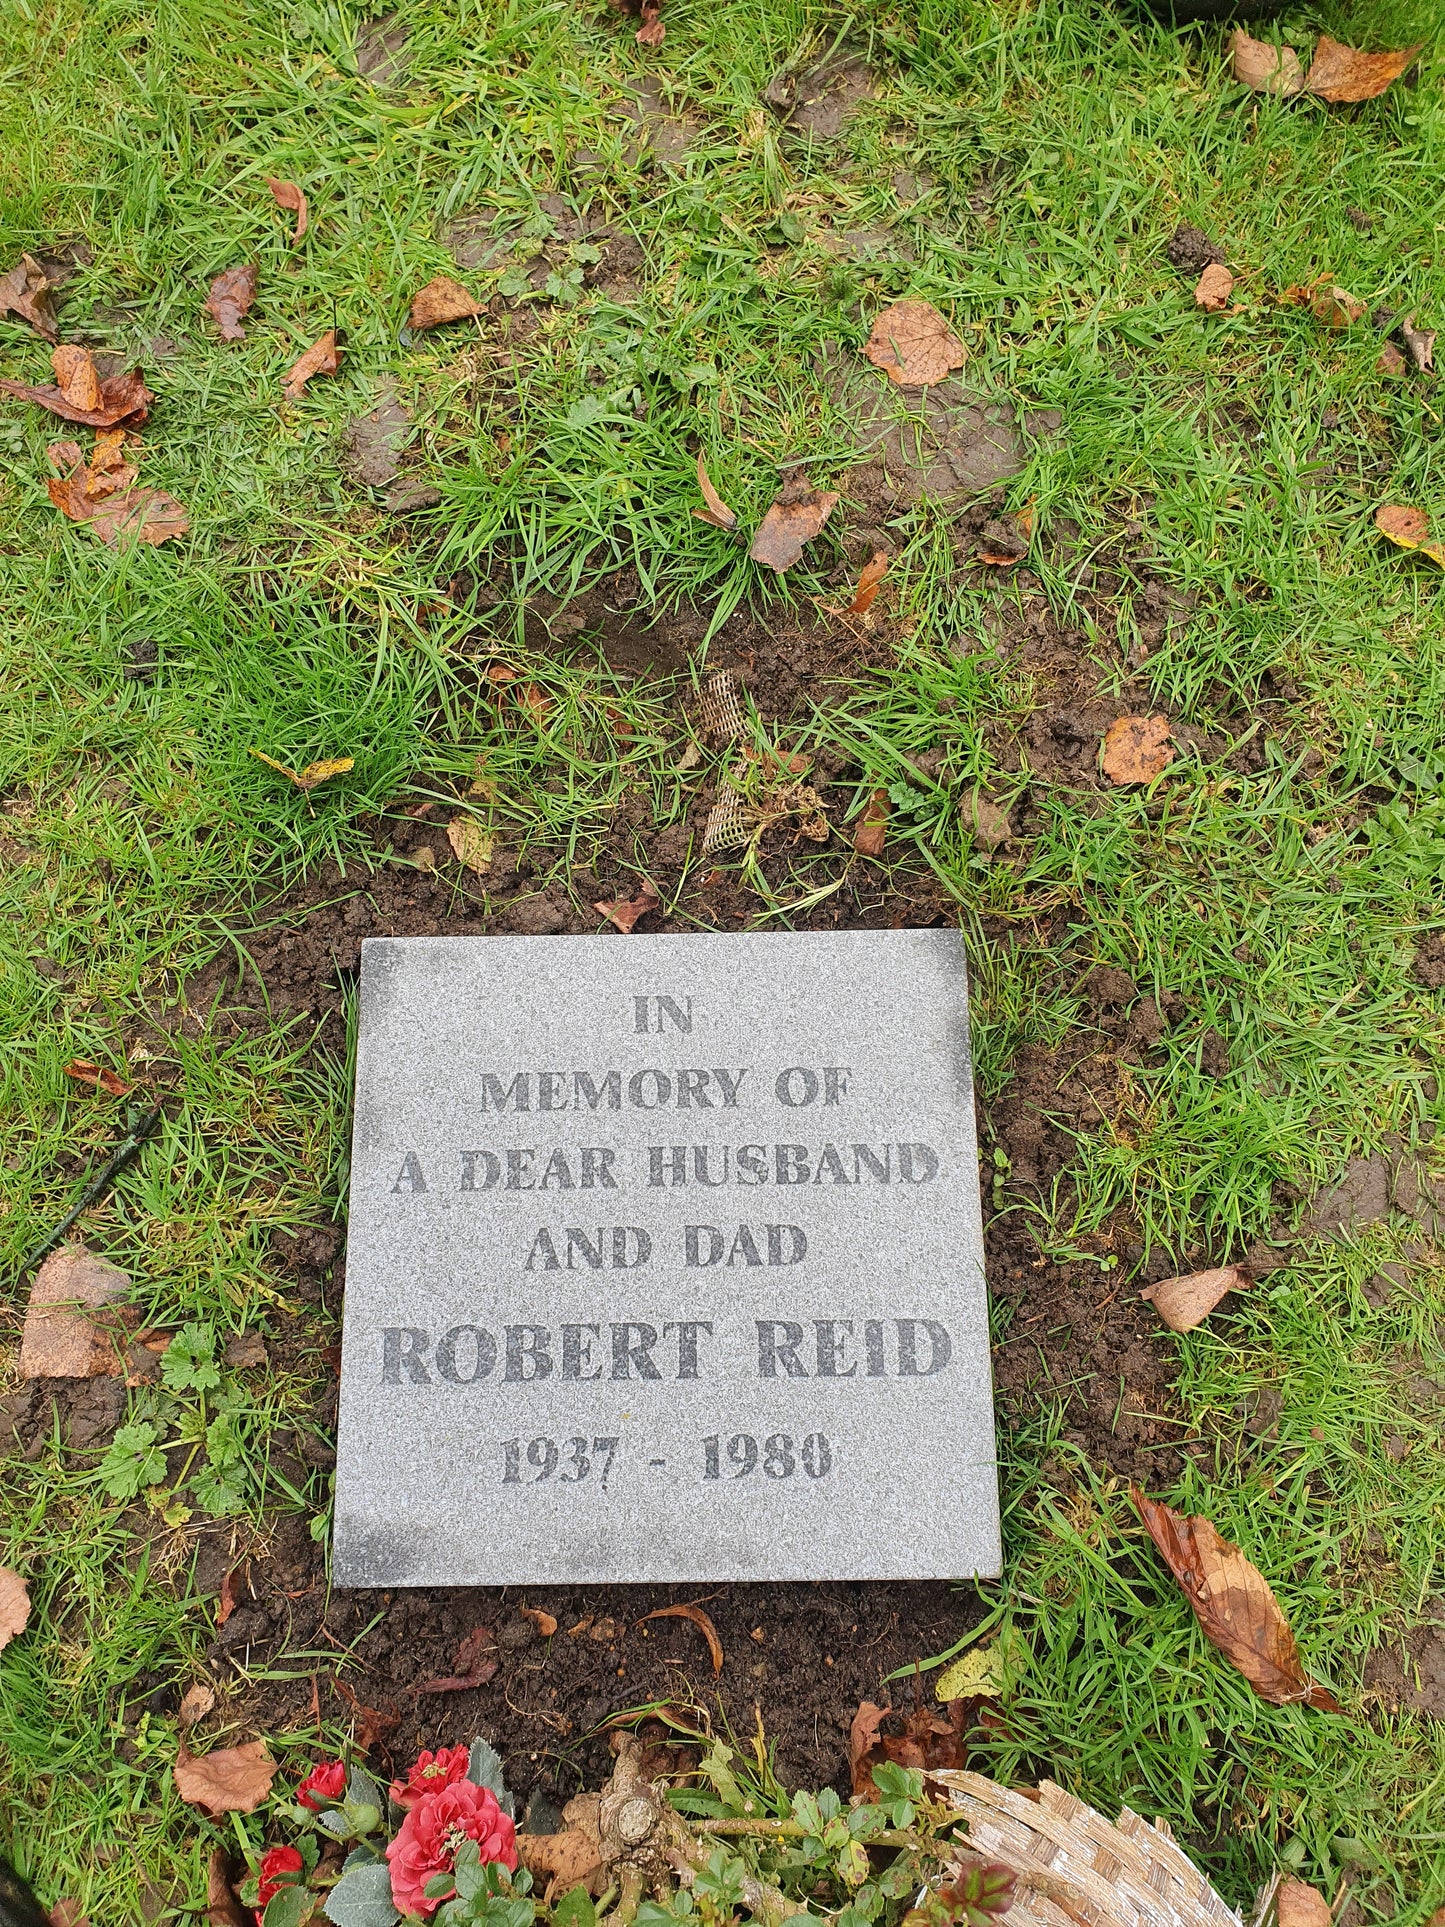 IN
MEMORY OF
A DEAR HUSBAND
AND DAD
ROBERT REID
1937 - 1980